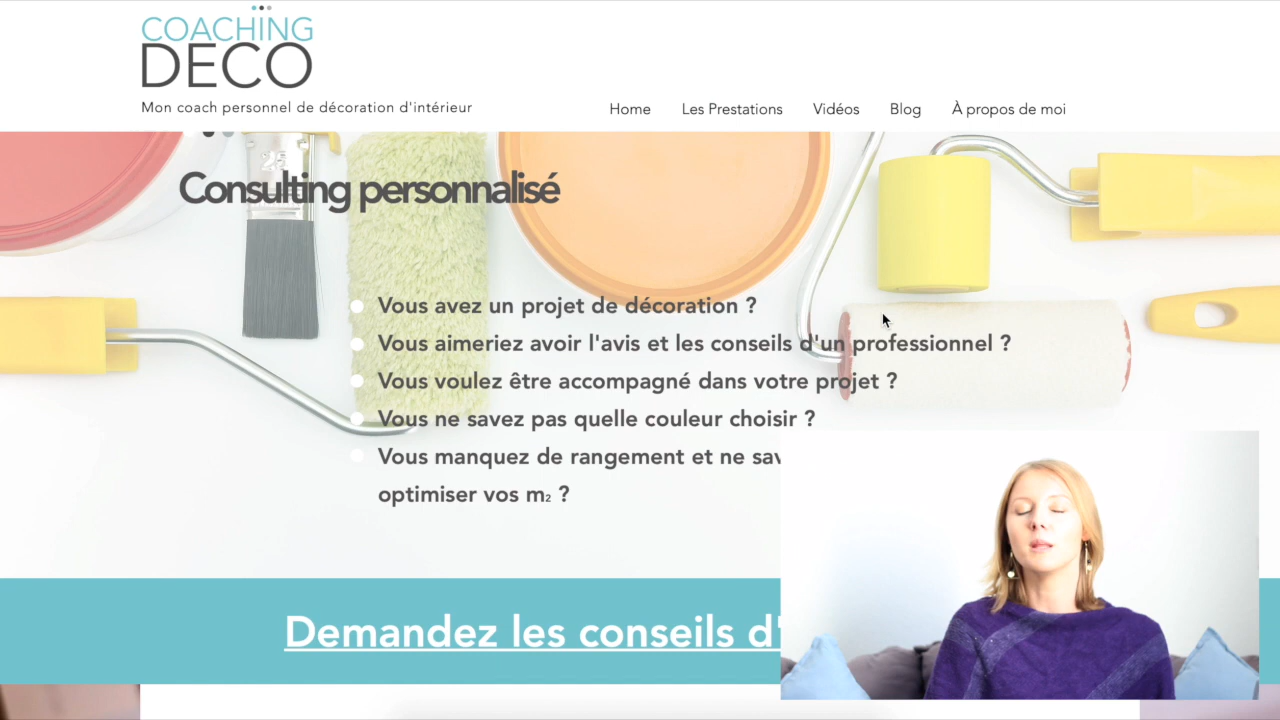 COACHING
DECO
Mon coach personnel de décoration d'intérieur
Home Les Prestations Vidéos Blog À propos de moi
25
Consulting personnalisé
Vous avez un projet de décoration ?
Vous aimeriez avoir l'avis et les conseils d'un professionnel ?
Vous voulez être accompagné dans votre projet ?
Vous ne savez pas quelle couleur choisir ?
Vous manquez de rangement et ne sav
optimiser vos m₂ ?
Demandez les conseils d'